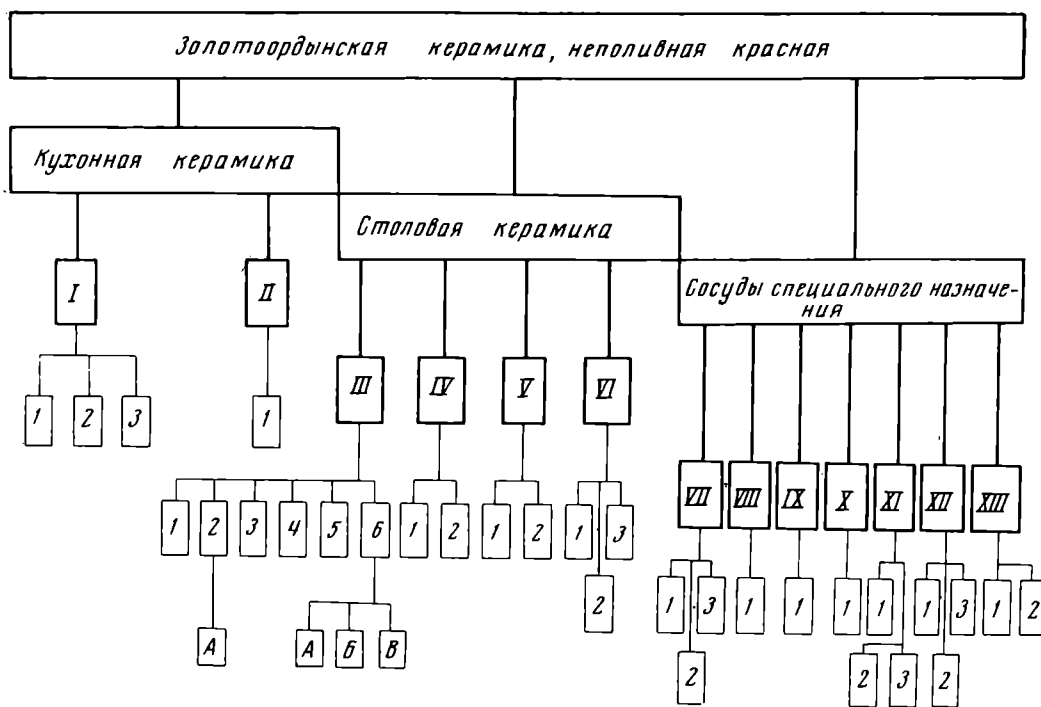 Золотоордынская керамика, неполивная красная
Кухонная керамика
Столовая керамика
Сосуды специального назначе-
ния
I II
III IV V VI
1 2 3 1
VII VIII IX X XI XII XIII
1 2 3 4 5 6 1 2 1 2 1 3
2
1 3 1 1 1 1 1 3 1 2
А А Б В
2 2 3 2